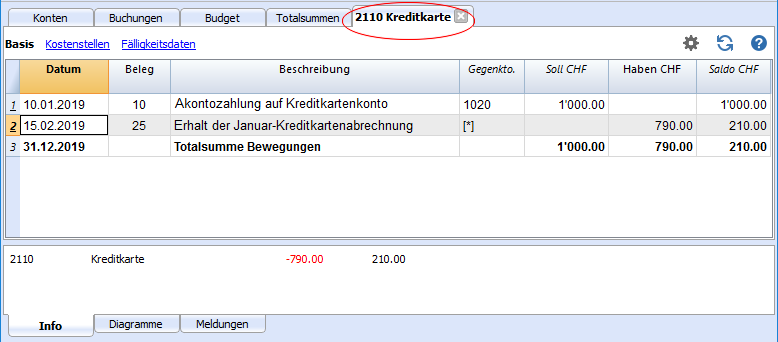 Konten Buchungen Budget Totalsummen 2110 Kreditkarte
Basis Kostenstellen Fälligkeitsdaten
Datum Beleg Beschreibung Gegenkto. Soll CHF Haben CHF Saldo CHF
1 10.01.2019 10 Akontozahlung auf Kreditkartenkonto 1020 1'000.00 1'000.00
2 15.02.2019 25 Erhalt der Januar-Kreditkartenabrechnung [*] 790.00 210.00
3 31.12.2019 Totalsumme Bewegungen 1'000.00 790.00 210.00
2110 Kreditkarte -790.00 210.00
Info Diagramme Meldungen